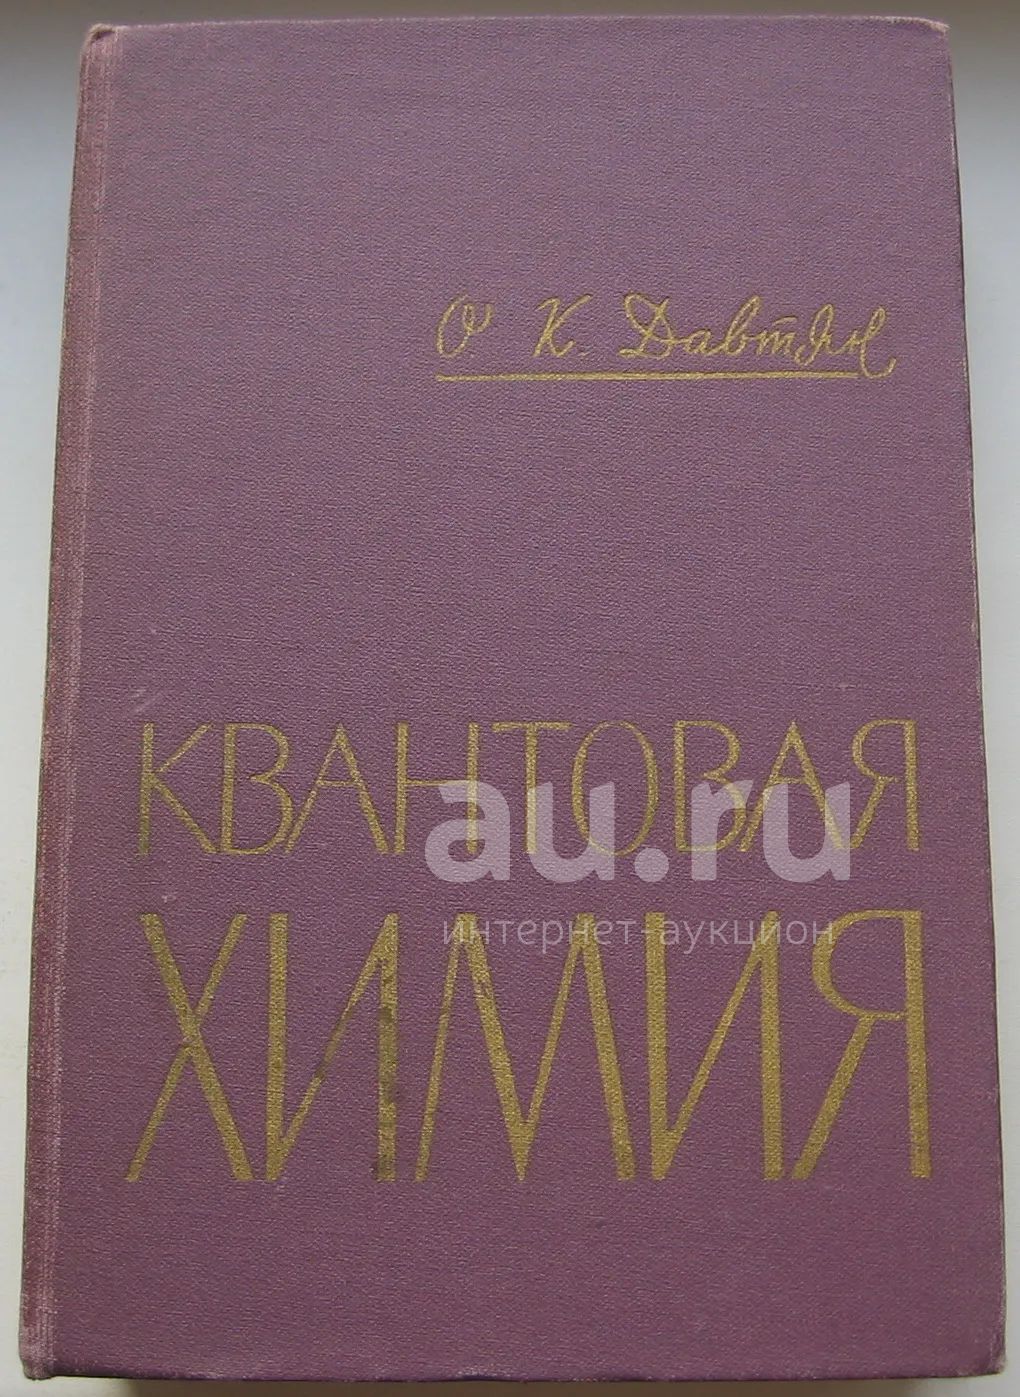 О. К. Давтян
КВАНТОВАЯ
au.ru
интернет-аукцион
ХИМИЯ